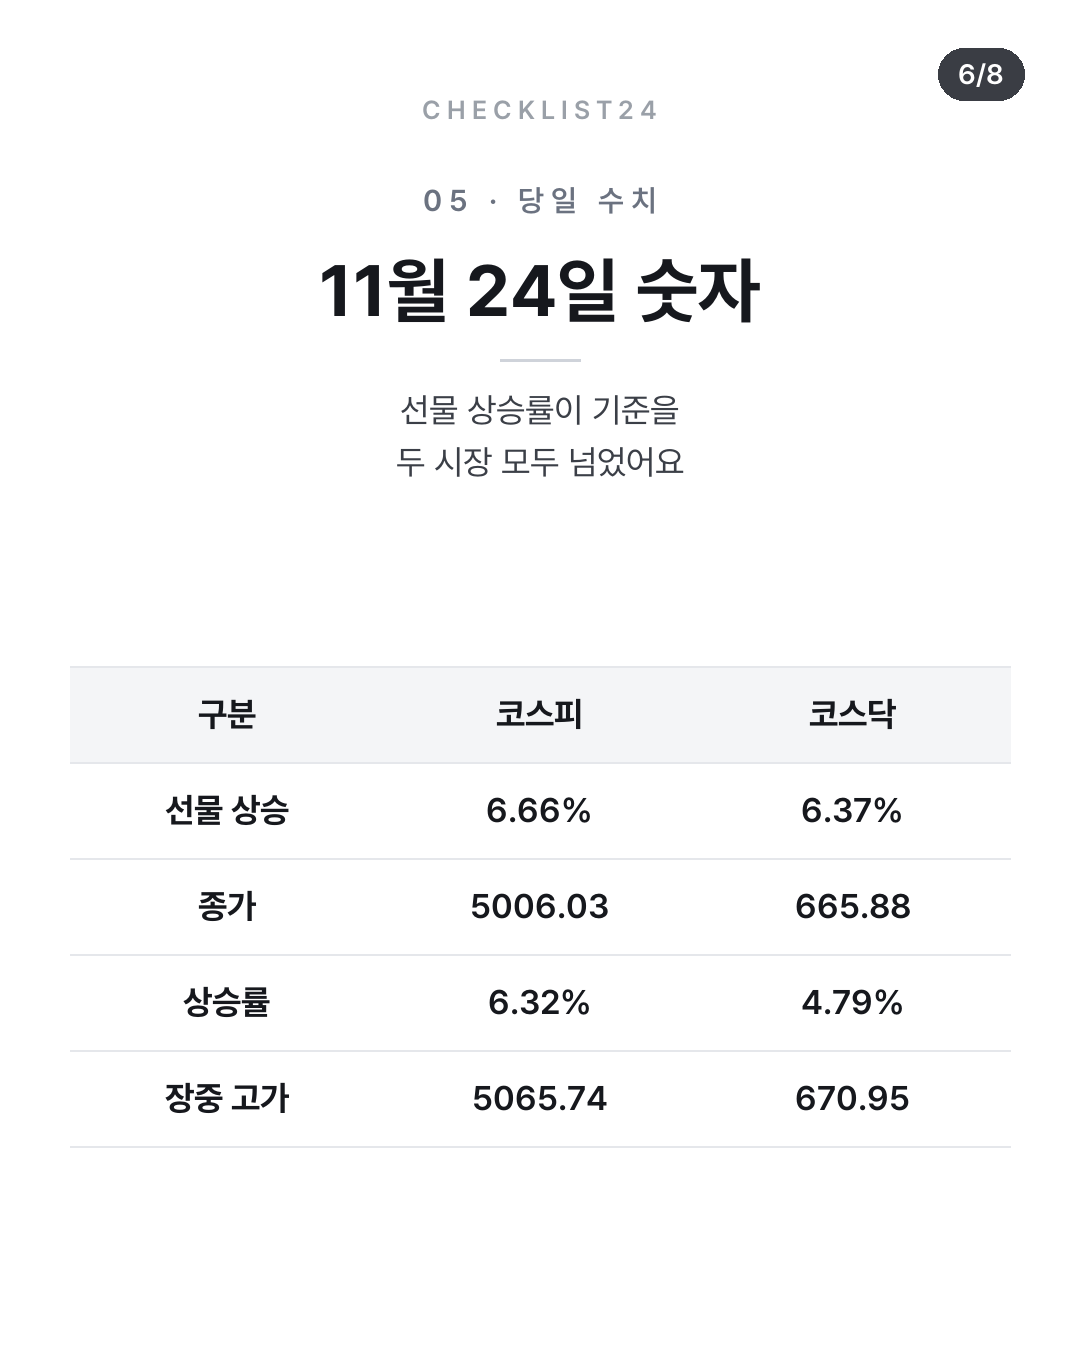 6/8
CHECKLIST24
05 · 당일 수치
11월 24일 숫자
선물 상승률이 기준을
두 시장 모두 넘었어요
구분 코스피 코스닥
선물 상승 6.66% 6.37%
종가 5006.03 665.88
상승률 6.32% 4.79%
장중 고가 5065.74 670.95